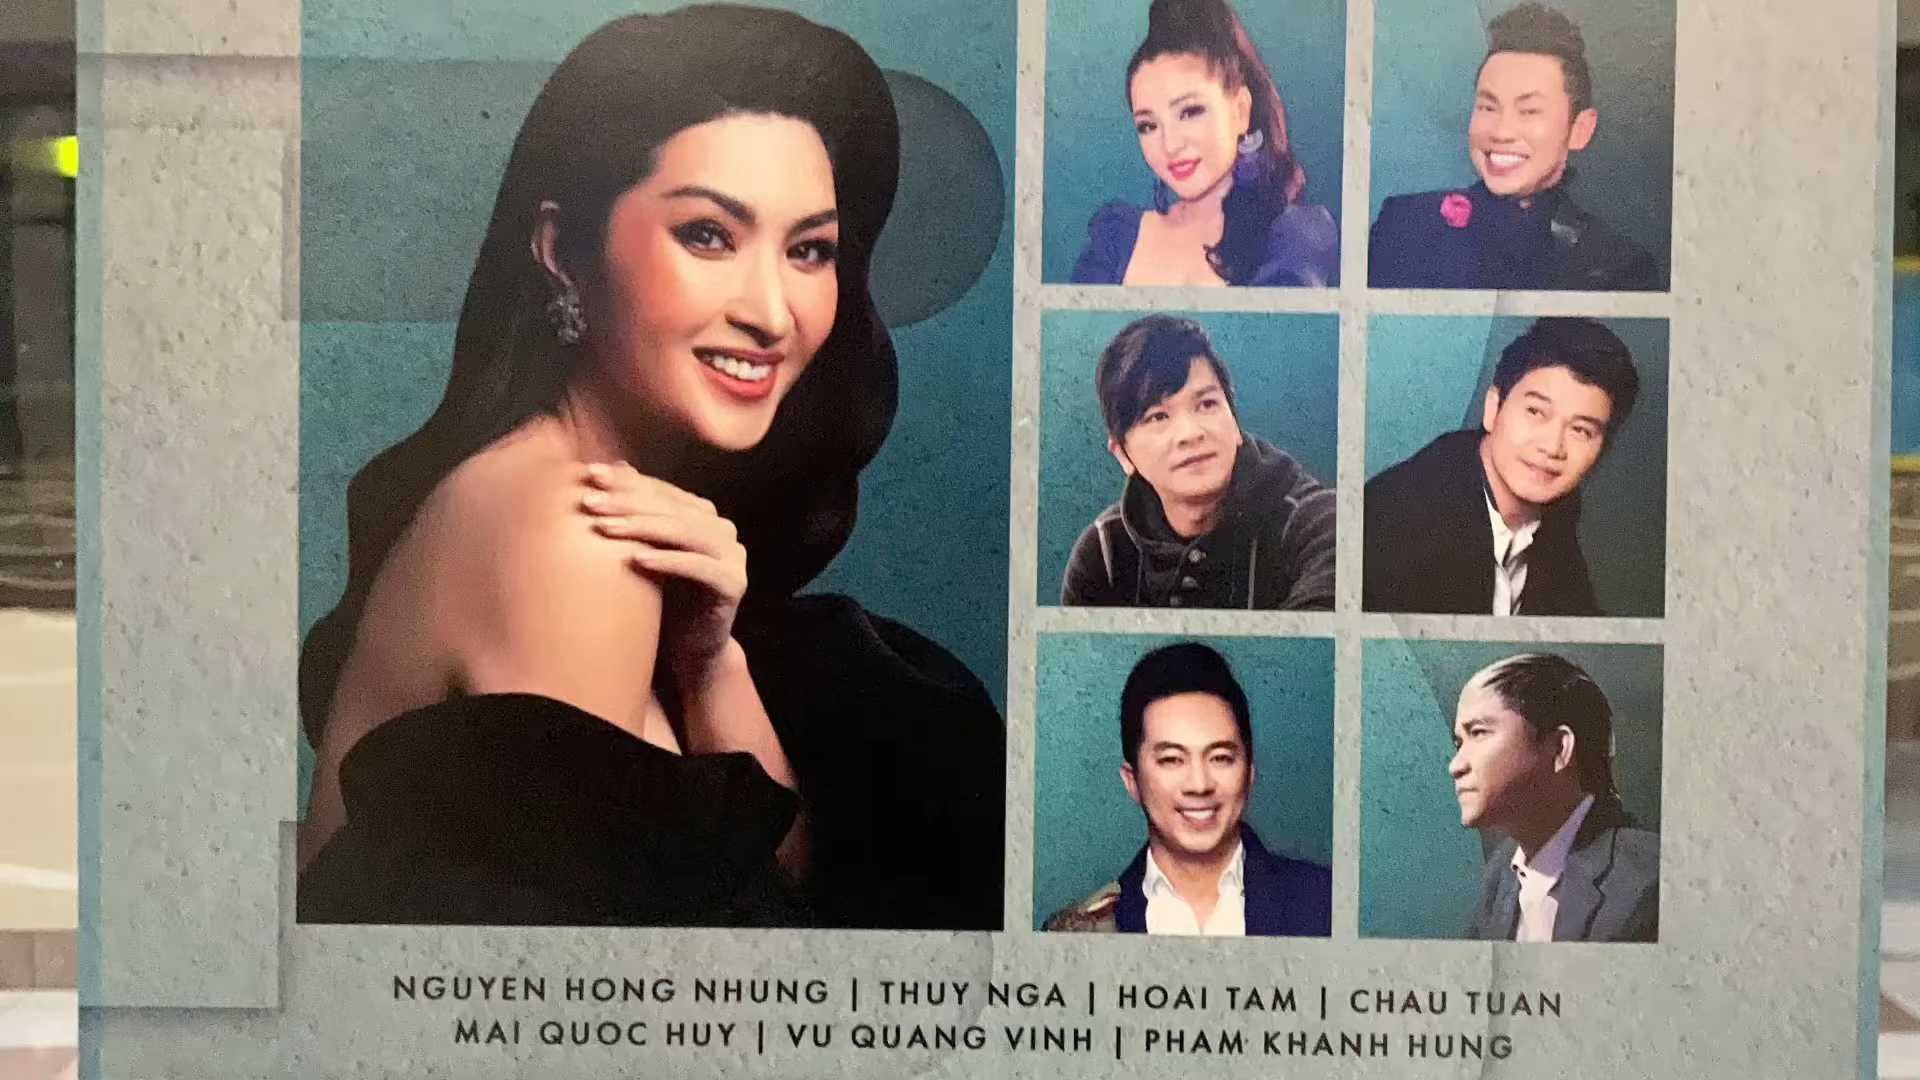 NGUYEN HONG NHUNG | THUY NGA | HOAI TAM | CHAU TUAN
MAI QUOC HUY | VU QUANG VINH | PHAM KHANH HUNG